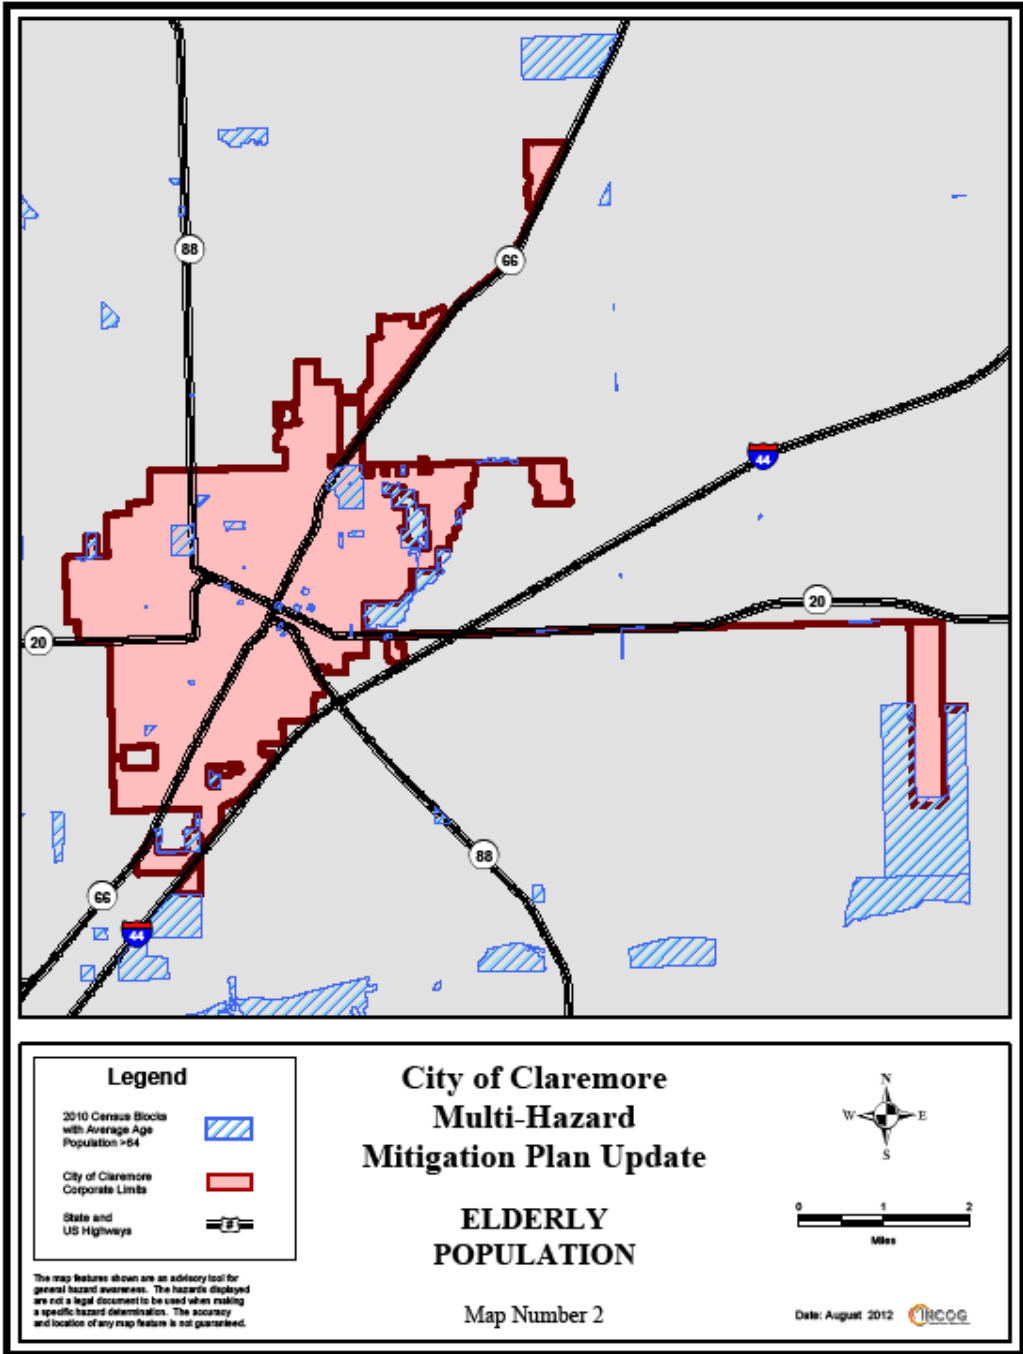 88
66
44
20
20
88
66
44
Legend
2010 Census Blocks
with Average Age
Population >64
City of Claremore
Corporate Limits
State and
US Highways
#
The map features shown are an advisory tool for
general hazard awareness. The hazards displayed
are not a legal document to be used when making
a specific hazard determination. The accuracy
and location of any map feature is not guaranteed.
City of Claremore
Multi-Hazard
Mitigation Plan Update
ELDERLY
POPULATION
Map Number 2
N
W E
S
0 1 2
Miles
Date: August 2012
INCOG